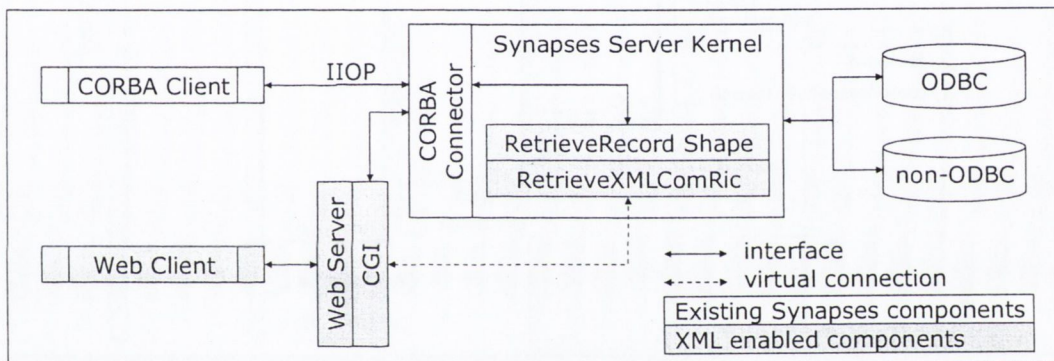 Synapses Server Kernel
CORBA Client
IIOP
CORBA
Connector
ODBC
RetrieveRecord Shape
RetrieveXMLComRic
non-ODBC
Web Client
Web Server
CGI
interface
virtual connection
Existing Synapses components
XML enabled components